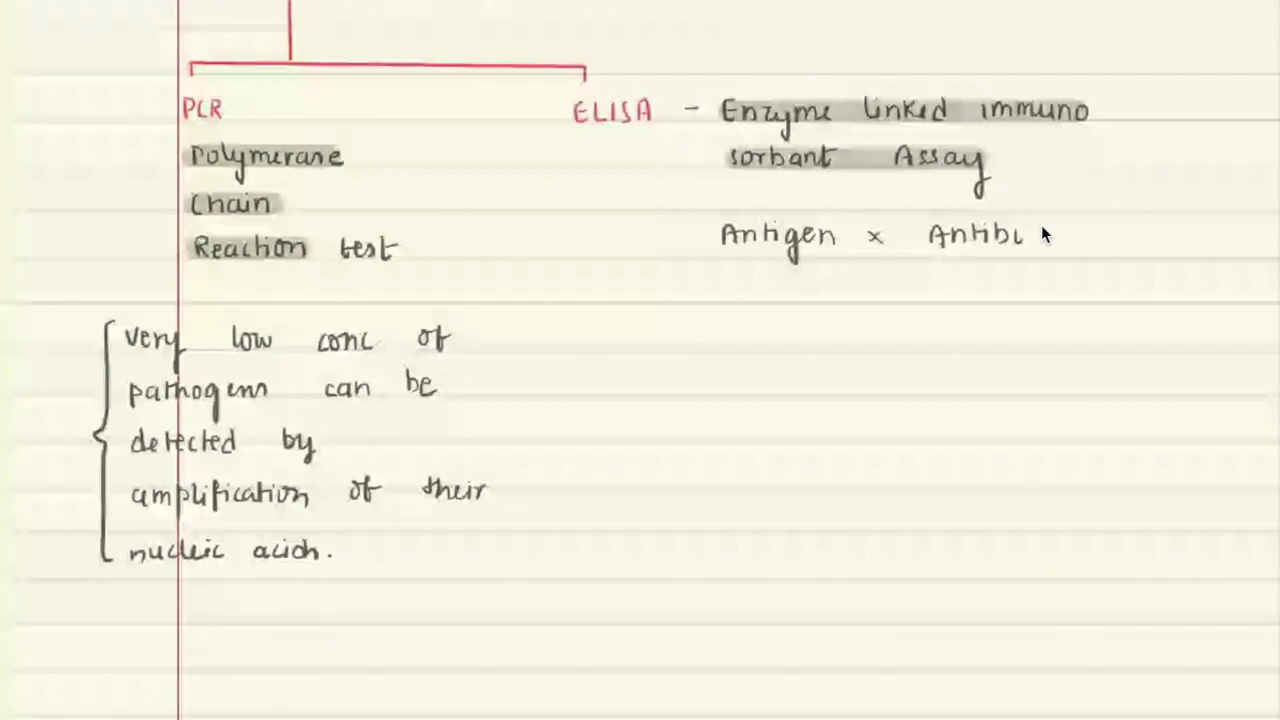 PCR
Polymerase
Chain
Reaction test
very low conc of
pathogens can be
detected by
amplification of their
nucleic acids.
ELISA - Enzyme linked immuno
sorbant Assay
Antigen x Antib